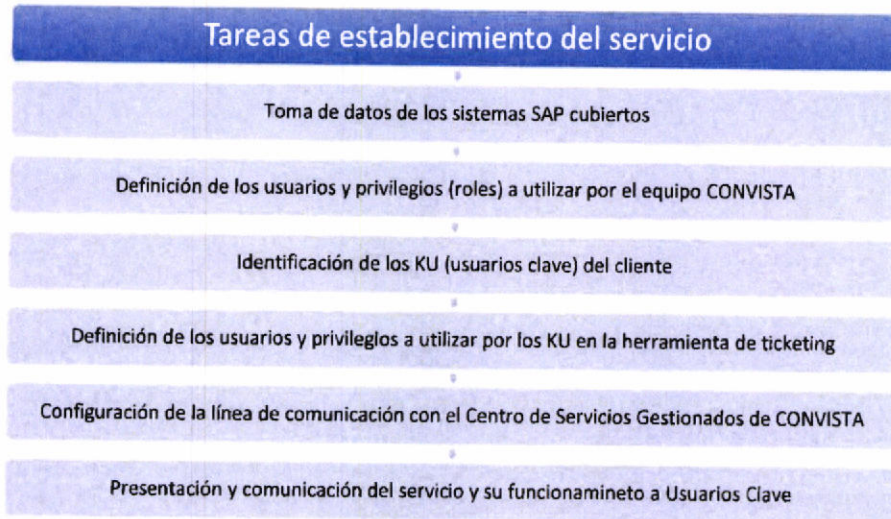 Tareas de establecimiento del servicio
Toma de datos de los sistemas SAP cubiertos
Definición de los usuarios y privilegios (roles) a utilizar por el equipo CONVISTA
Identificación de los KU (usuarios clave) del cliente
Definición de los usuarios y privilegios a utilizar por los KU en la herramienta de ticketing
Configuración de la línea de comunicación con el Centro de Servicios Gestionados de CONVISTA
Presentación y comunicación del servicio y su funcionamineto a Usuarios Clave